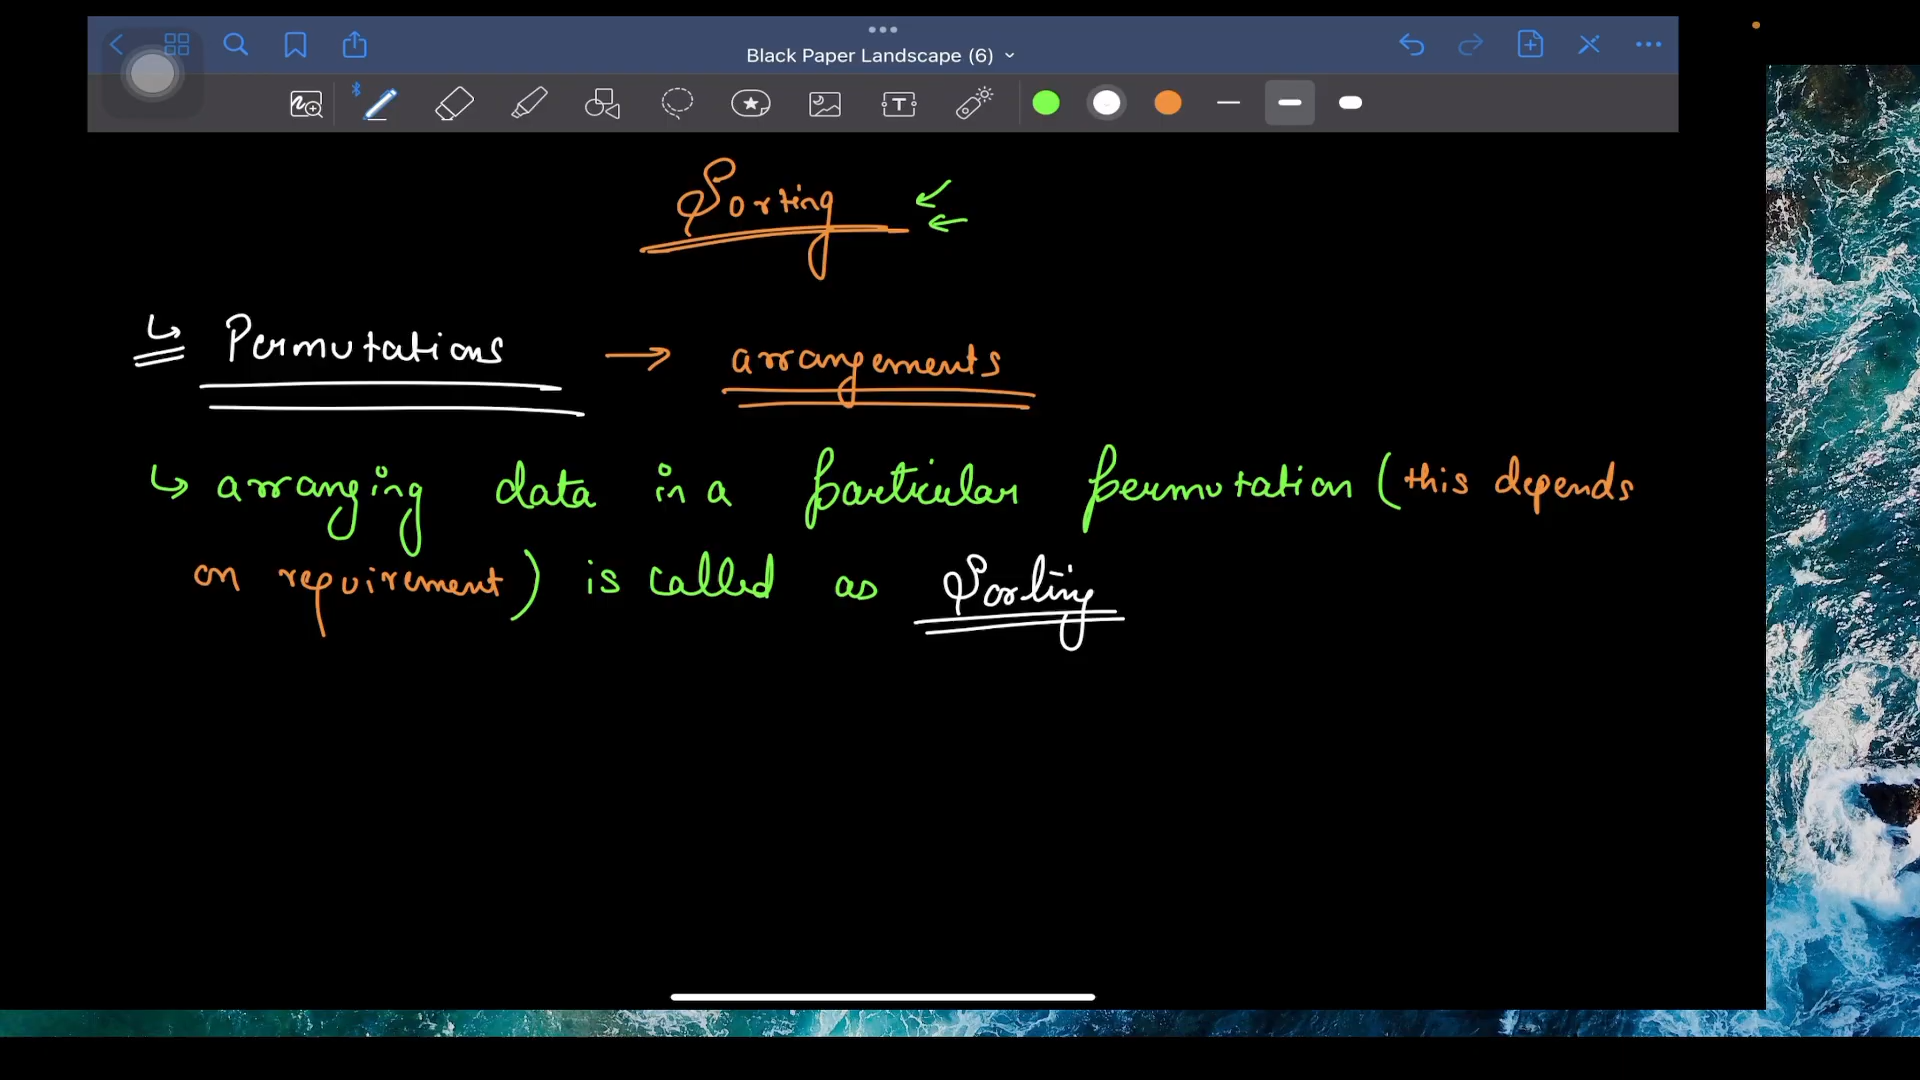 Black Paper Landscape (6)
Sorting
↳ Permutations → arrangements
↳ arranging data in a particular permutation (this depends
on requirement) is called as Sorting